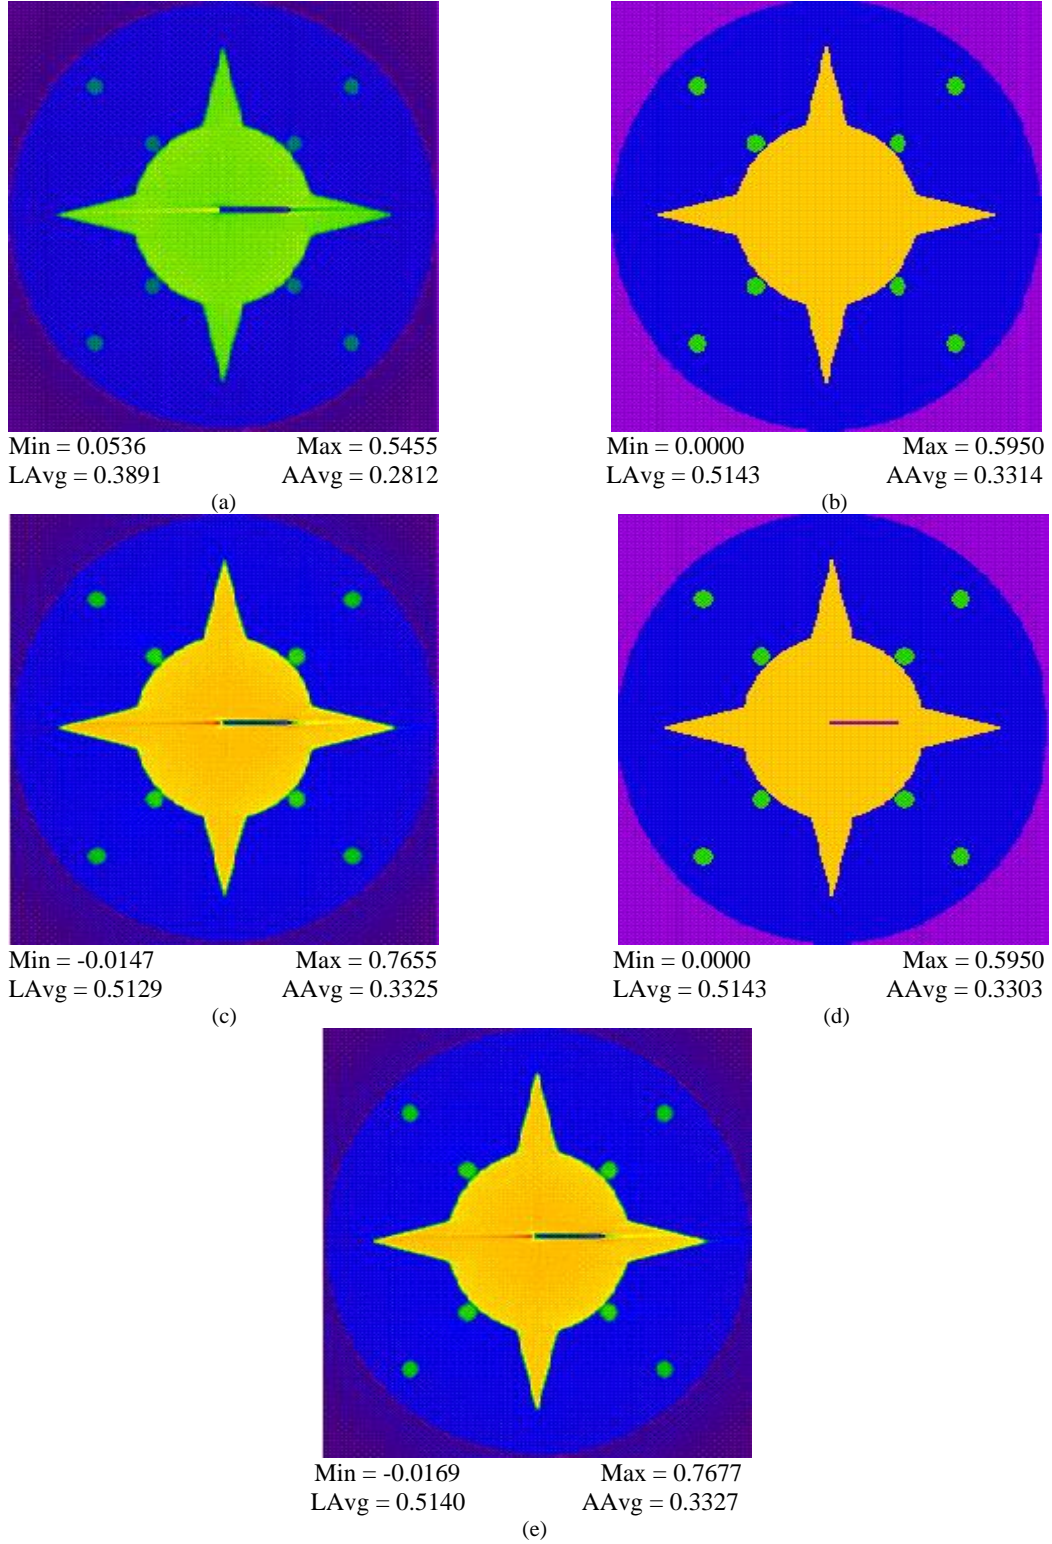 Min = 0.0536 Max = 0.5455
LAvg = 0.3891 AAvg = 0.2812
(a)
Min = 0.0000 Max = 0.5950
LAvg = 0.5143 AAvg = 0.3314
(b)
Min = -0.0147 Max = 0.7655
LAvg = 0.5129 AAvg = 0.3325
(c)
Min = 0.0000 Max = 0.5950
LAvg = 0.5143 AAvg = 0.3303
(d)
Min = -0.0169 Max = 0.7677
LAvg = 0.5140 AAvg = 0.3327
(e)